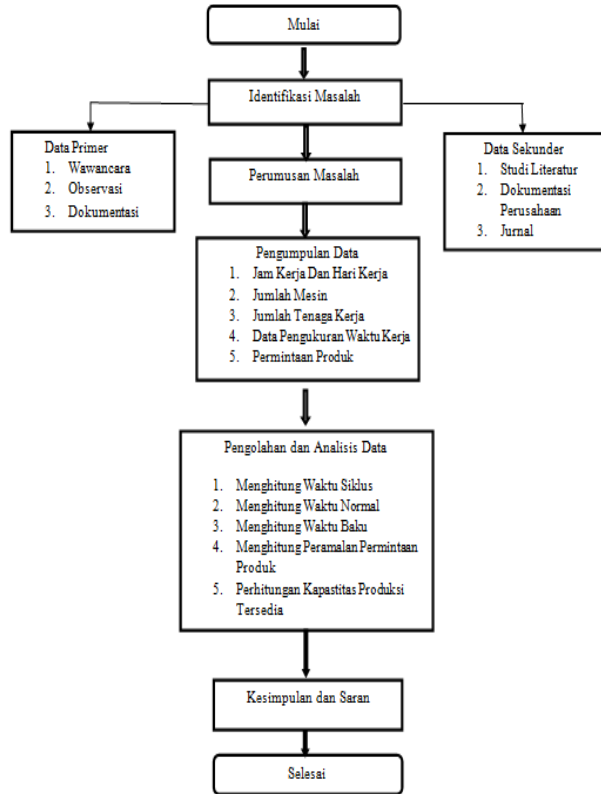 Mulai
Identifikasi Masalah
Data Primer
1. Wawancara
2. Observasi
3. Dokumentasi
Data Sekunder
1. Studi Literatur
2. Dokumentasi
Perusahaan
3. Jurnal
Perumusan Masalah
Pengumpulan Data
1. Jam Kerja Dan Hari Kerja
2. Jumlah Mesin
3. Jumlah Tenaga Kerja
4. Data Pengukuran Waktu Kerja
5. Permintaan Produk
Pengolahan dan Analisis Data
1. Menghitung Waktu Siklus
2. Menghitung Waktu Normal
3. Menghitung Waktu Baku
4. Menghitung Peramalan Permintaan
Produk
5. Perhitungan Kapastitas Produksi
Tersedia
Kesimpulan dan Saran
Selesai